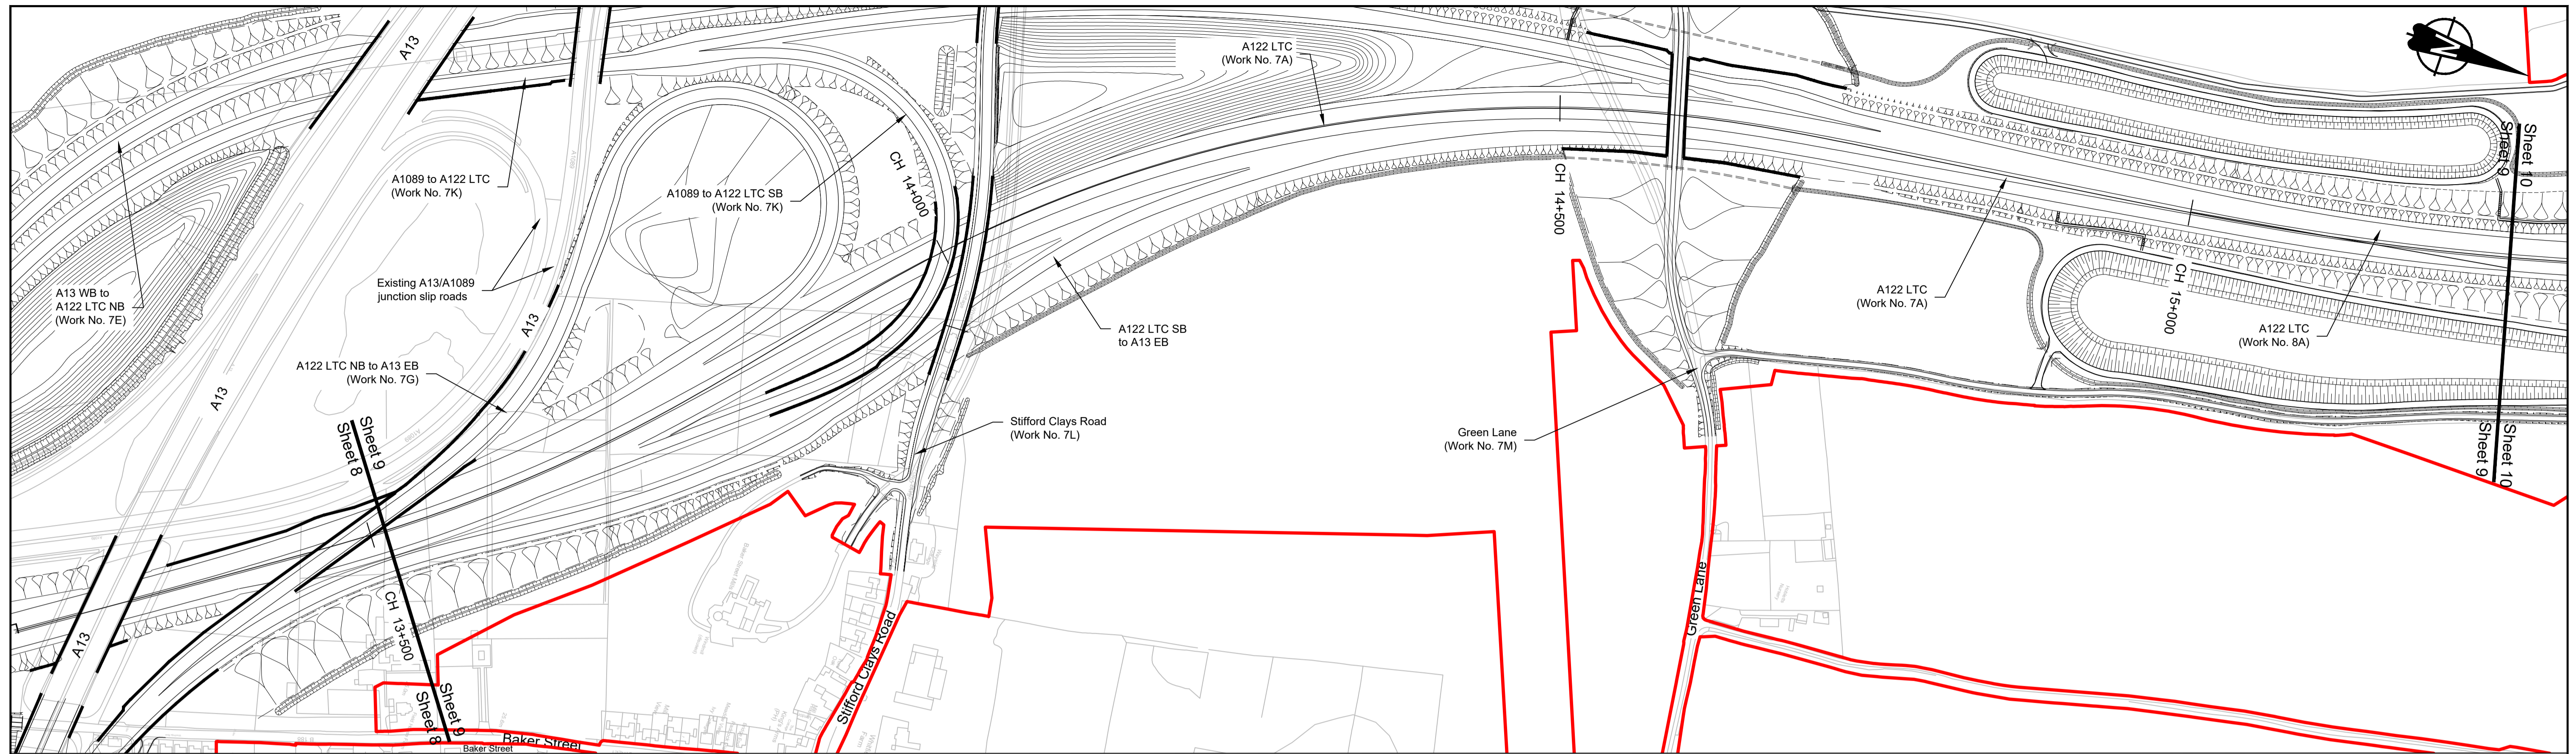 A13
A122 LTC
(Work No. 7A)
N
A1089 to A122 LTC
(Work No. 7K)
A1089 to A122 LTC SB
(Work No. 7K)
CH 14+000
CH 14+500
Sheet 9
Sheet 10
A13 WB to
A122 LTC NB
(Work No. 7E)
Existing A13/A1089
junction slip roads
A13
A122 LTC SB
to A13 EB
A122 LTC
(Work No. 7A)
CH 15+000
A122 LTC
(Work No. 8A)
A122 LTC NB to A13 EB
(Work No. 7G)
A13
Sheet 9
Sheet 8
A1089
A1089
Stifford Clays Road
(Work No. 7L)
Green Lane
(Work No. 7M)
Sheet 9
Sheet 10
CH 13+500
A13
Baker Street Mill
Stifford Clays Road
Green Lane
Sheet 9
Sheet 8
Baker Street
Baker Street